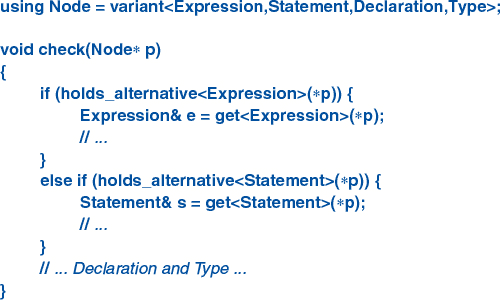 using Node = variant<Expression,Statement,Declaration,Type>;
void check(Node* p)
{
if (holds_alternative<Expression>(*p)) {
Expression& e = get<Expression>(*p);
// ...
}
else if (holds_alternative<Statement>(*p)) {
Statement& s = get<Statement>(*p);
// ...
}
// ... Declaration and Type ...
}